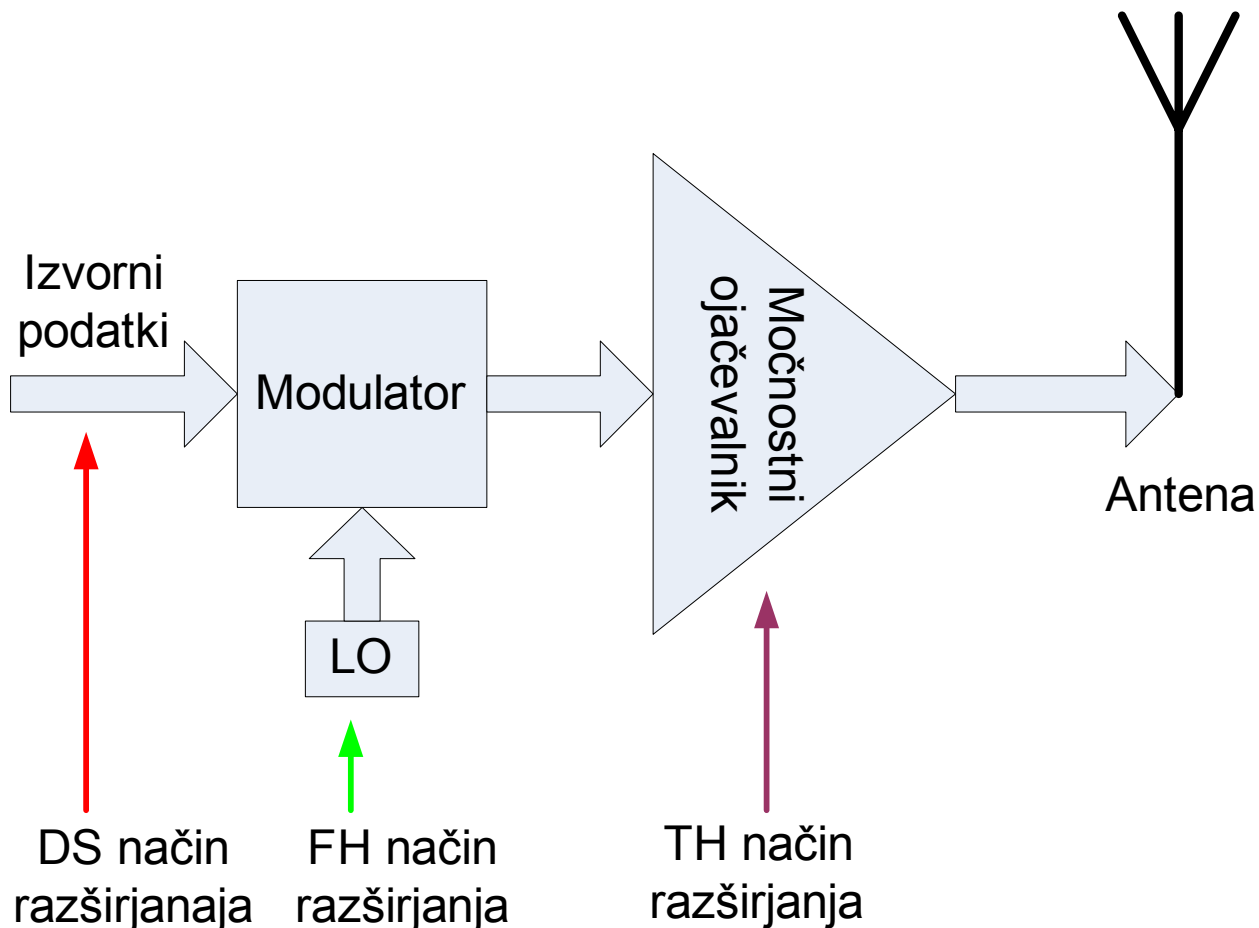 Izvorni
podatki
Modulator
Močnostni
ojačevalnik
Antena
LO
DS način
razširjanaja
FH način
razširjanja
TH način
razširjanja